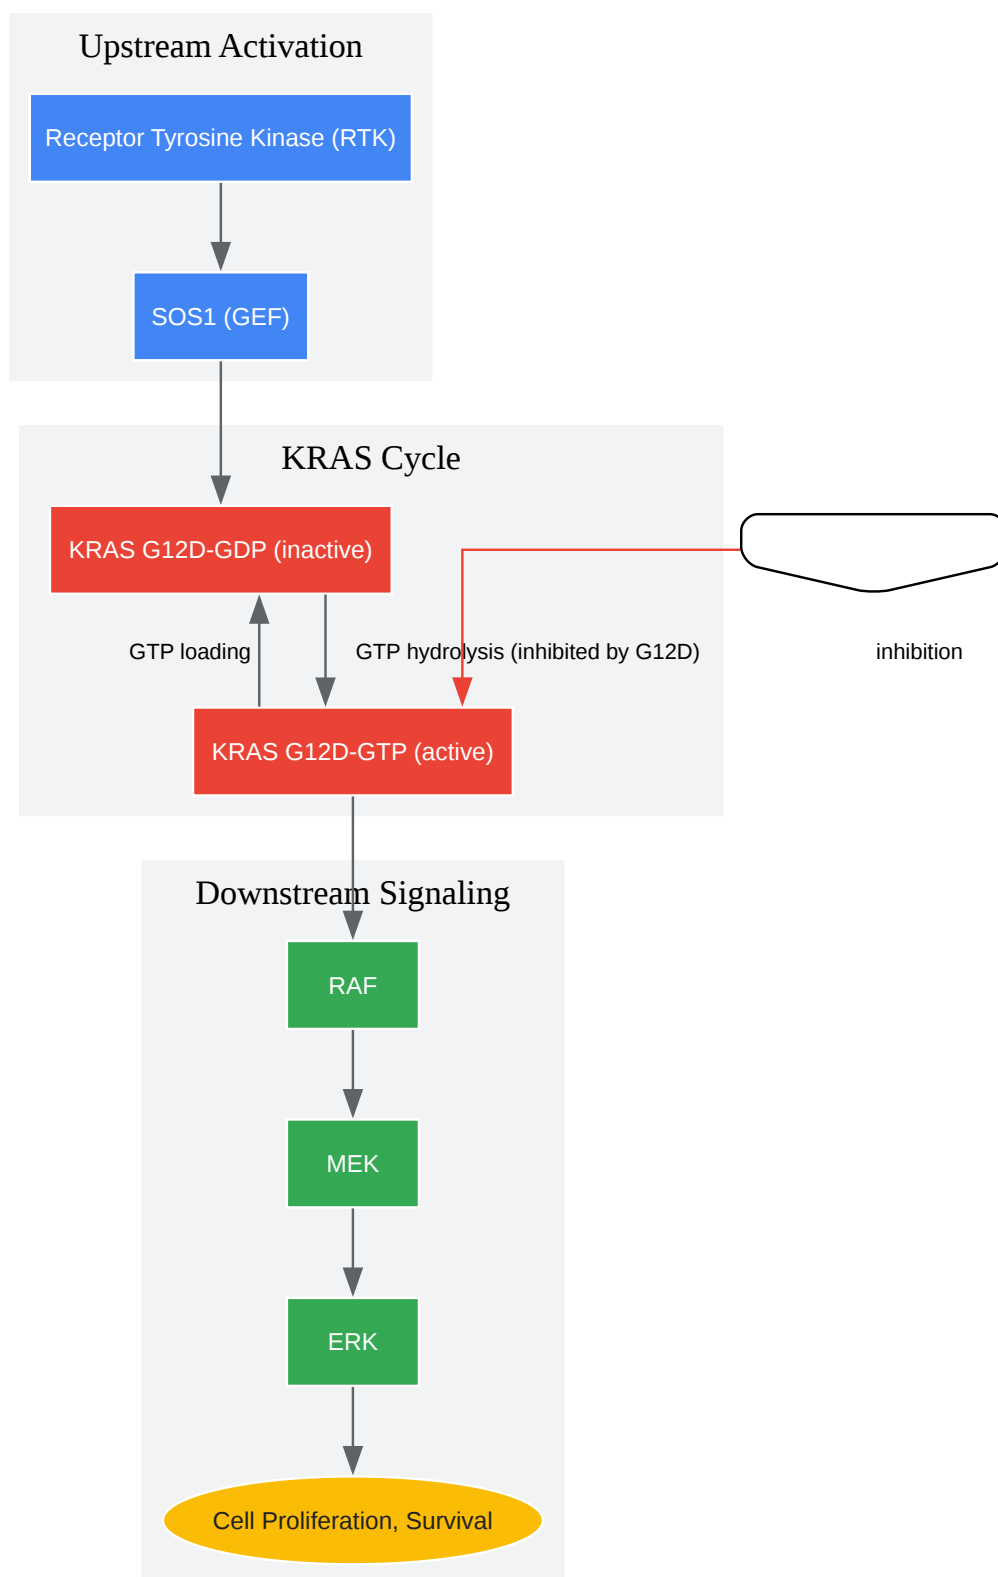 Upstream Activation
Receptor Tyrosine Kinase (RTK)
SOS1 (GEF)
KRAS Cycle
KRAS G12D-GDP (inactive)
GTP loading
GTP hydrolysis (inhibited by G12D)
inhibition
KRAS G12D-GTP (active)
Downstream Signaling
RAF
MEK
ERK
Cell Proliferation, Survival